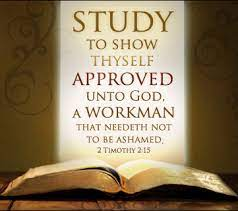 STUDY
TO SHOW
THYSELF
APPROVED
UNTO GOD,
A WORKMAN
THAT NEEDETH NOT
TO BE ASHAMED,
2 TIMOTHY 2:15